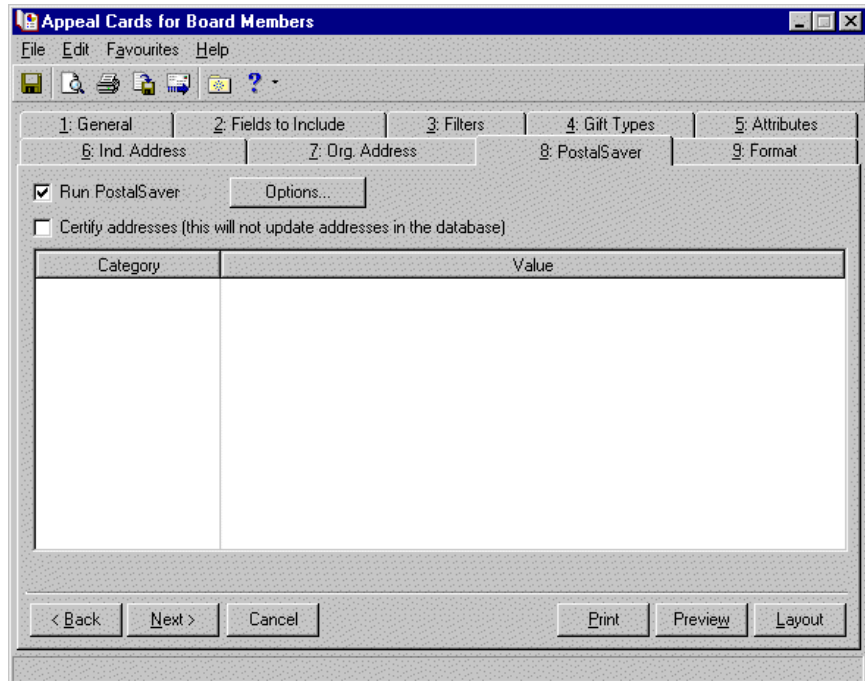 Appeal Cards for Board Members
File Edit Favourites Help
?
1: General 2: Fields to Include 3: Filters 4: Gift Types 5: Attributes
6: Ind. Address 7: Org. Address 8: PostalSaver 9: Format
Run PostalSaver Options...
Certify addresses (this will not update addresses in the database)
Category Value
< Back Next > Cancel Print Preview Layout